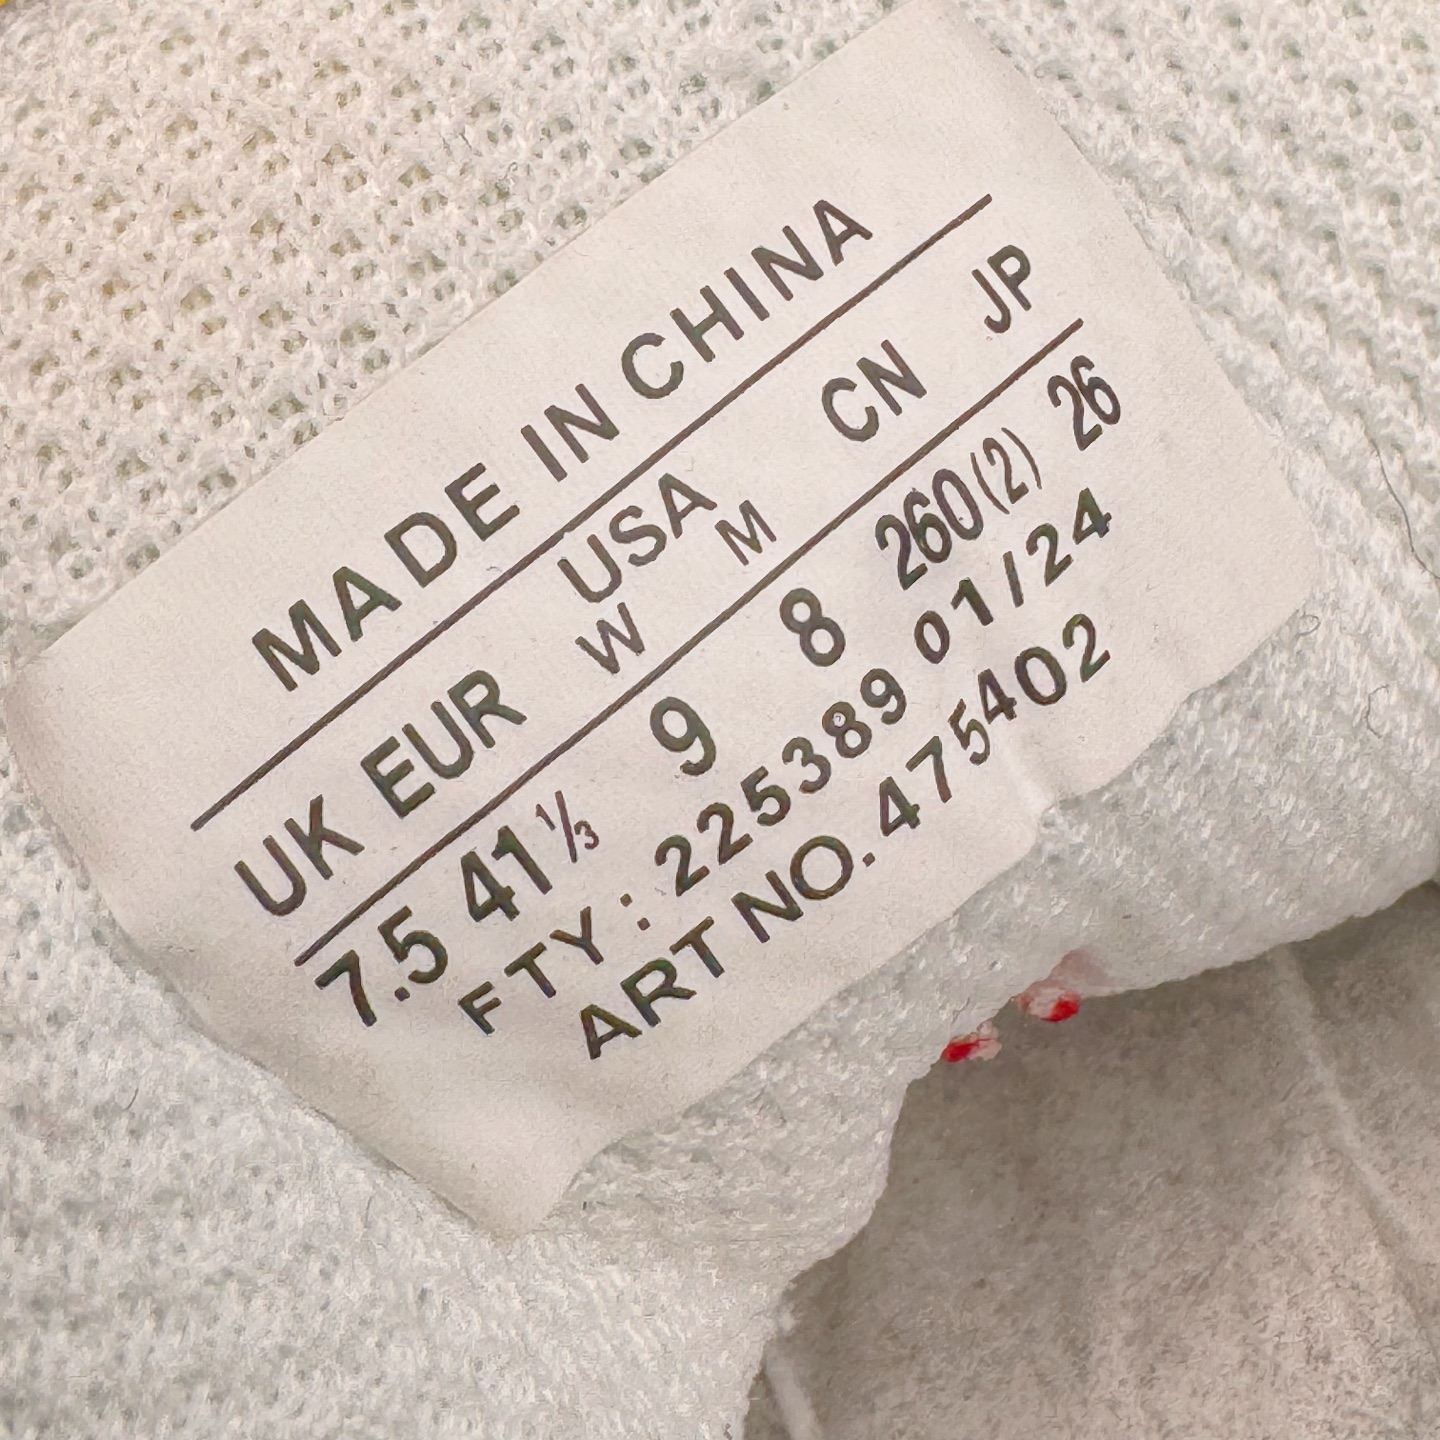 MADE IN CHINA
UK EUR USA CN JP
W M
7.5 41⅓ 9 8 260(2) 26
FTY: 225389 01/24
ART NO. 475402